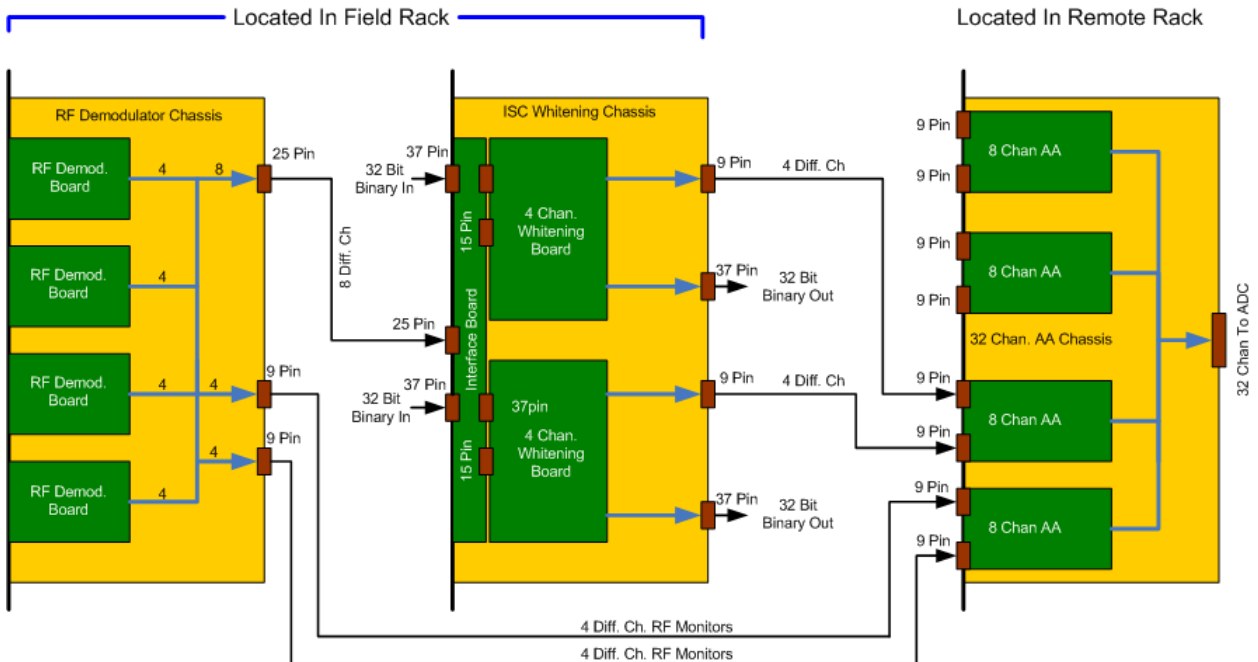 Located In Field Rack
Located In Remote Rack
RF Demodulator Chassis
RF Demod.
Board
4
8
25 Pin
RF Demod.
Board
4
RF Demod.
Board
4
4
9 Pin
RF Demod.
Board
4
4
9 Pin
8 Diff. Ch
ISC Whitening Chassis
37 Pin
32 Bit
Binary In
15 Pin
4 Chan.
Whitening
Board
9 Pin
4 Diff. Ch
37 Pin
32 Bit
Binary Out
25 Pin
Interface Board
37 Pin
32 Bit
Binary In
15 Pin
37pin
4 Chan.
Whitening
Board
9 Pin
4 Diff. Ch
37 Pin
32 Bit
Binary Out
9 Pin
8 Chan AA
9 Pin
9 Pin
8 Chan AA
9 Pin
32 Chan. AA Chassis
32 Chan To ADC
9 Pin
8 Chan AA
9 Pin
9 Pin
8 Chan AA
9 Pin
4 Diff. Ch. RF Monitors
4 Diff. Ch. RF Monitors